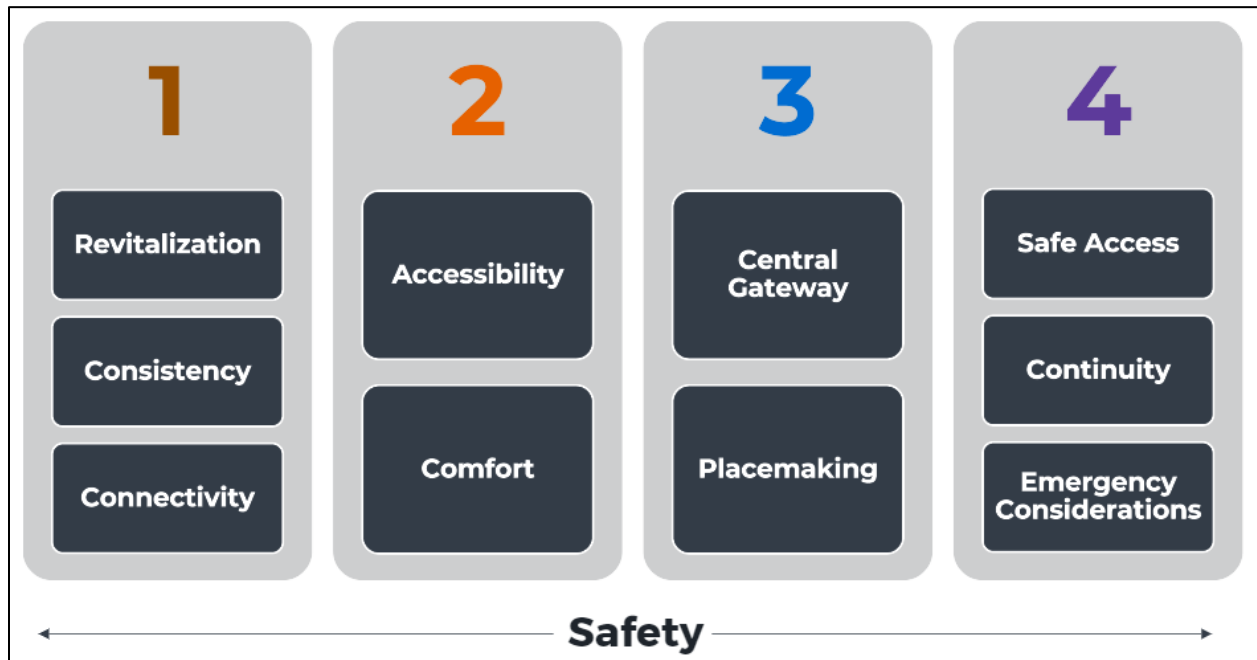 1
Revitalization
Consistency
Connectivity
2
Accessibility
Comfort
3
Central
Gateway
Placemaking
4
Safe Access
Continuity
Emergency
Considerations
Safety